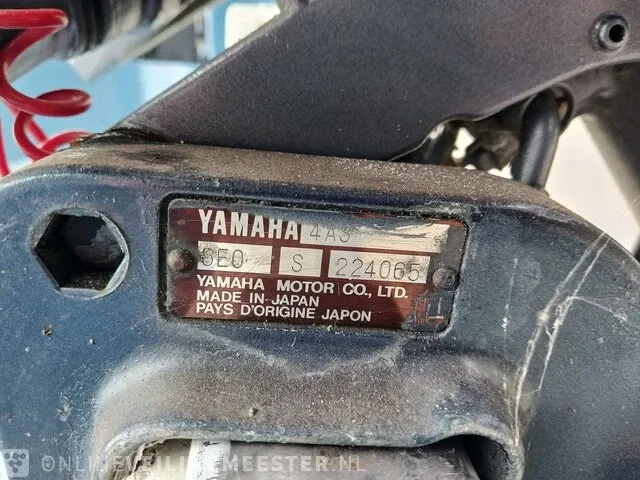 YAMAHA 4A3
6E0 S 224065
YAMAHA MOTOR CO., LTD.
MADE IN JAPAN
PAYS D'ORIGINE JAPON
ONLINEVEILINGMEESTER.NL